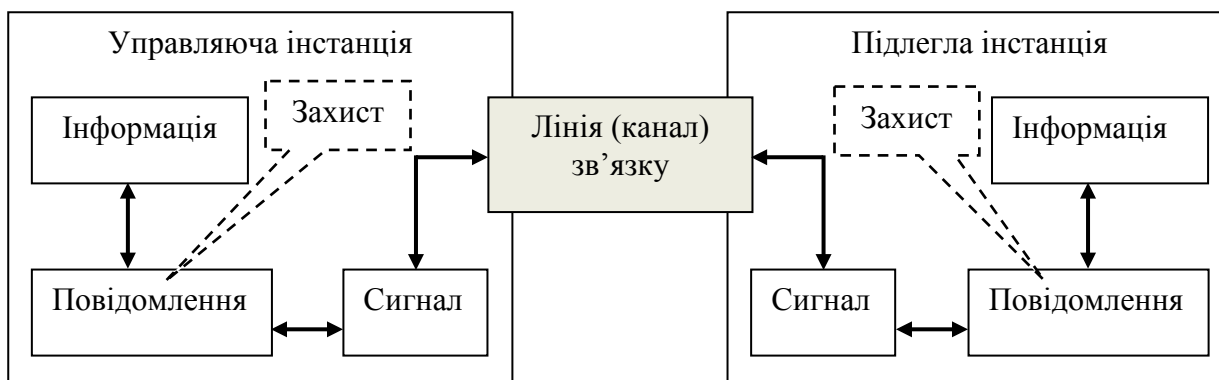 Управляюча інстанція
Інформація
Захист
Повідомлення
Сигнал
Лінія (канал)
зв’язку
Підлегла інстанція
Захист
Інформація
Сигнал
Повідомлення